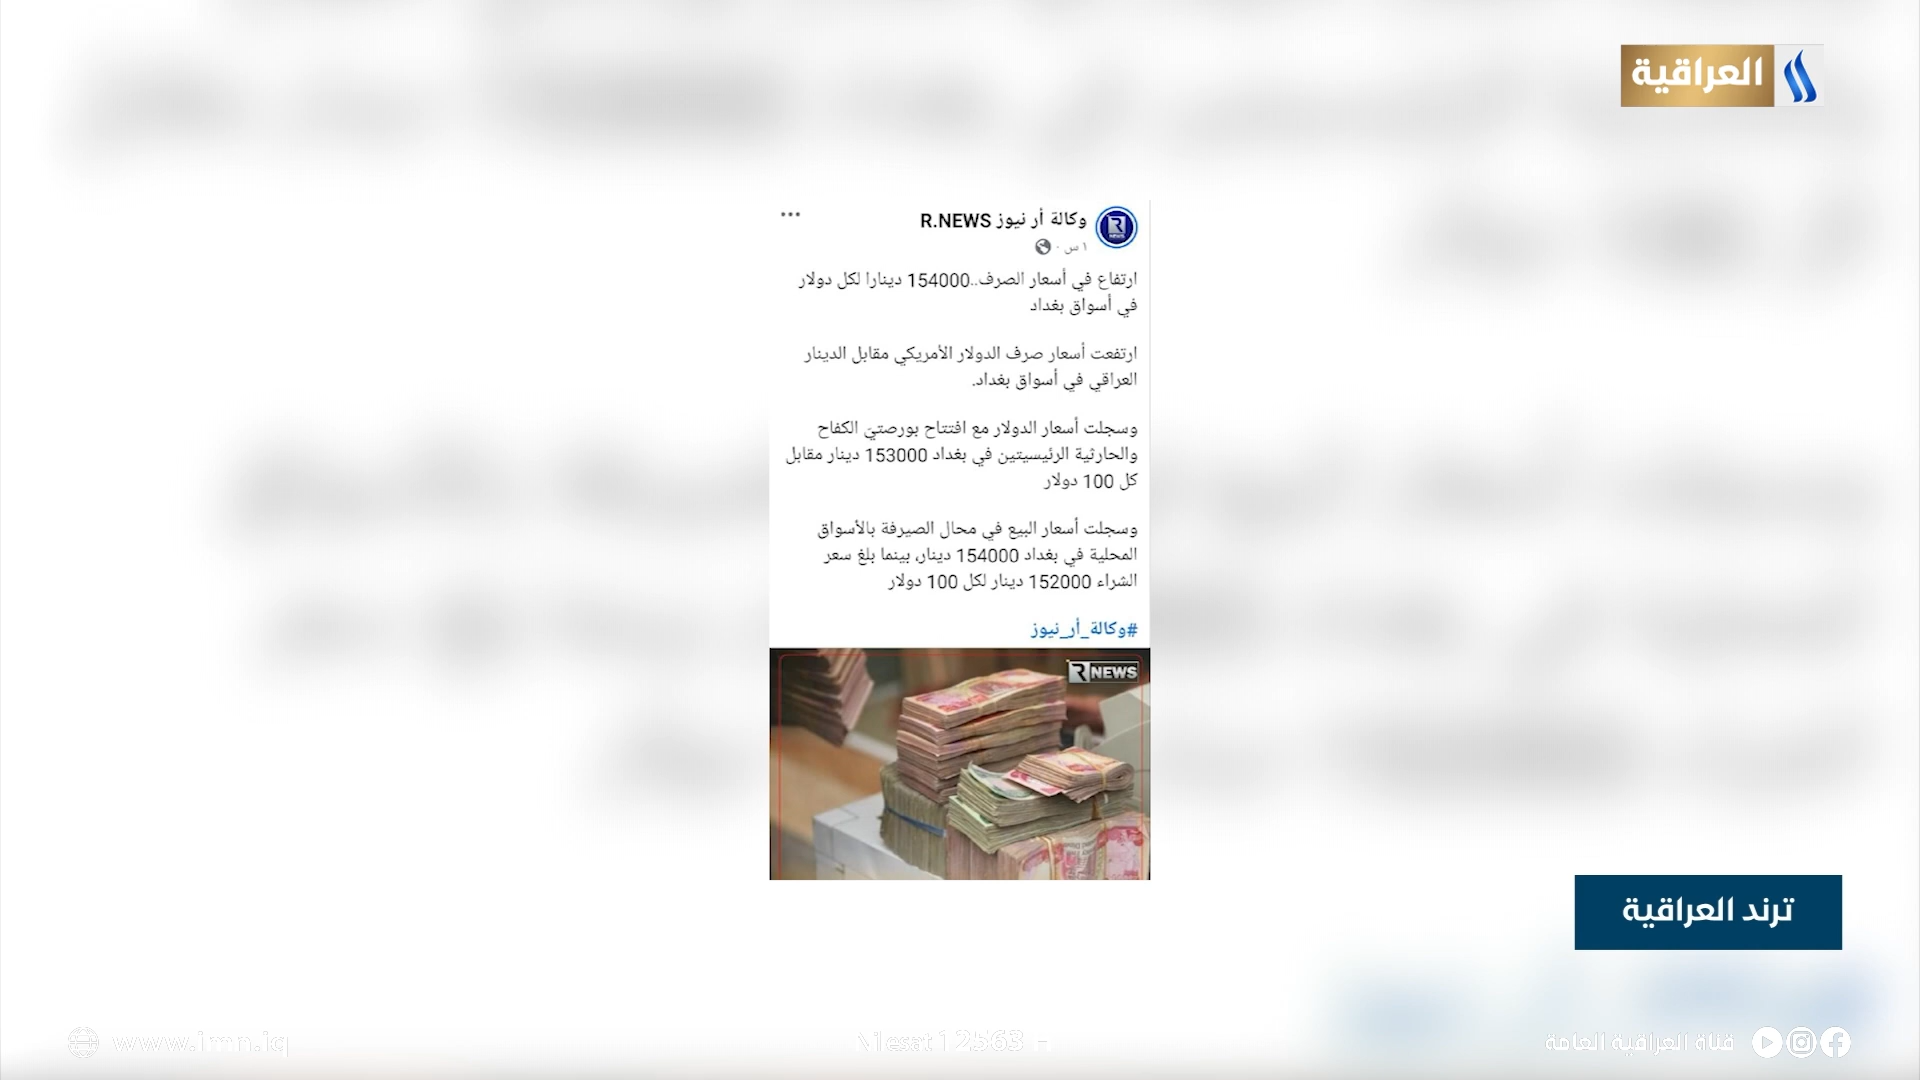 العراقية
وكالة أر نيوز R.NEWS
١ س ·
ارتفاع في أسعار الصرف..154000 دينارا لكل دولار
في أسواق بغداد
ارتفعت أسعار صرف الدولار الأمريكي مقابل الدينار
العراقي في أسواق بغداد.
وسجلت أسعار الدولار مع افتتاح بورصتيَ الكفاح
والحارثية الرئيسيتين في بغداد 153000 دينار مقابل
كل 100 دولار
وسجلت أسعار البيع في محال الصيرفة بالأسواق
المحلية في بغداد 154000 دينار، بينما بلغ سعر
الشراء 152000 دينار لكل 100 دولار
#وكالة_أر_نيوز
R NEWS
ترند العراقية
www.imn.iq
Nilesat 12563 H
قناة العراقية العامة